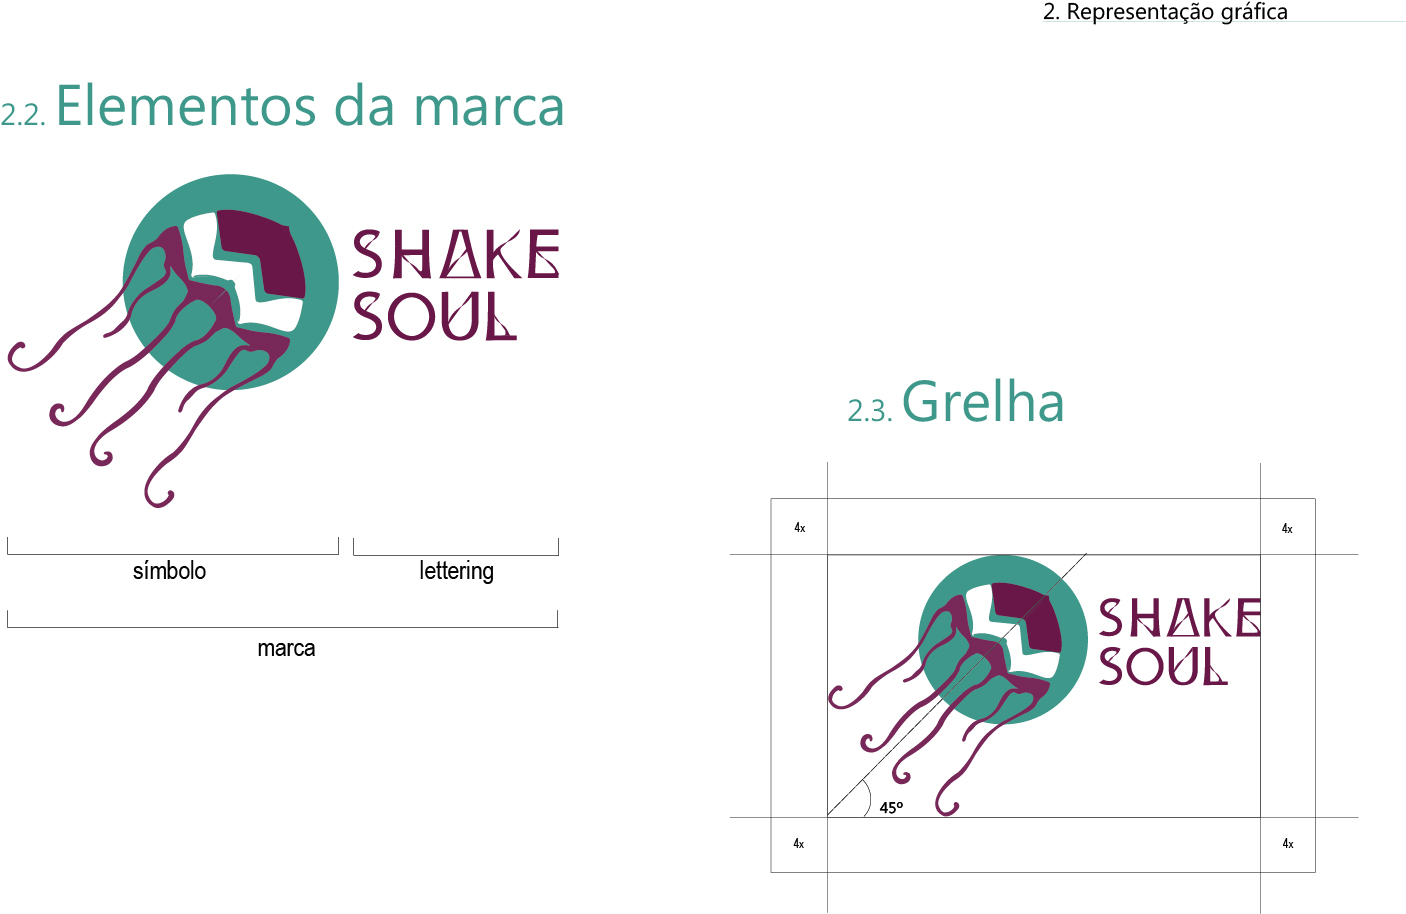 2. Representação gráfica
2.2. Elementos da marca
SHAKE
SOUL
símbolo
lettering
marca
2.3. Grelha
4x
4x
SHAKE
SOUL
45º
4x
4x